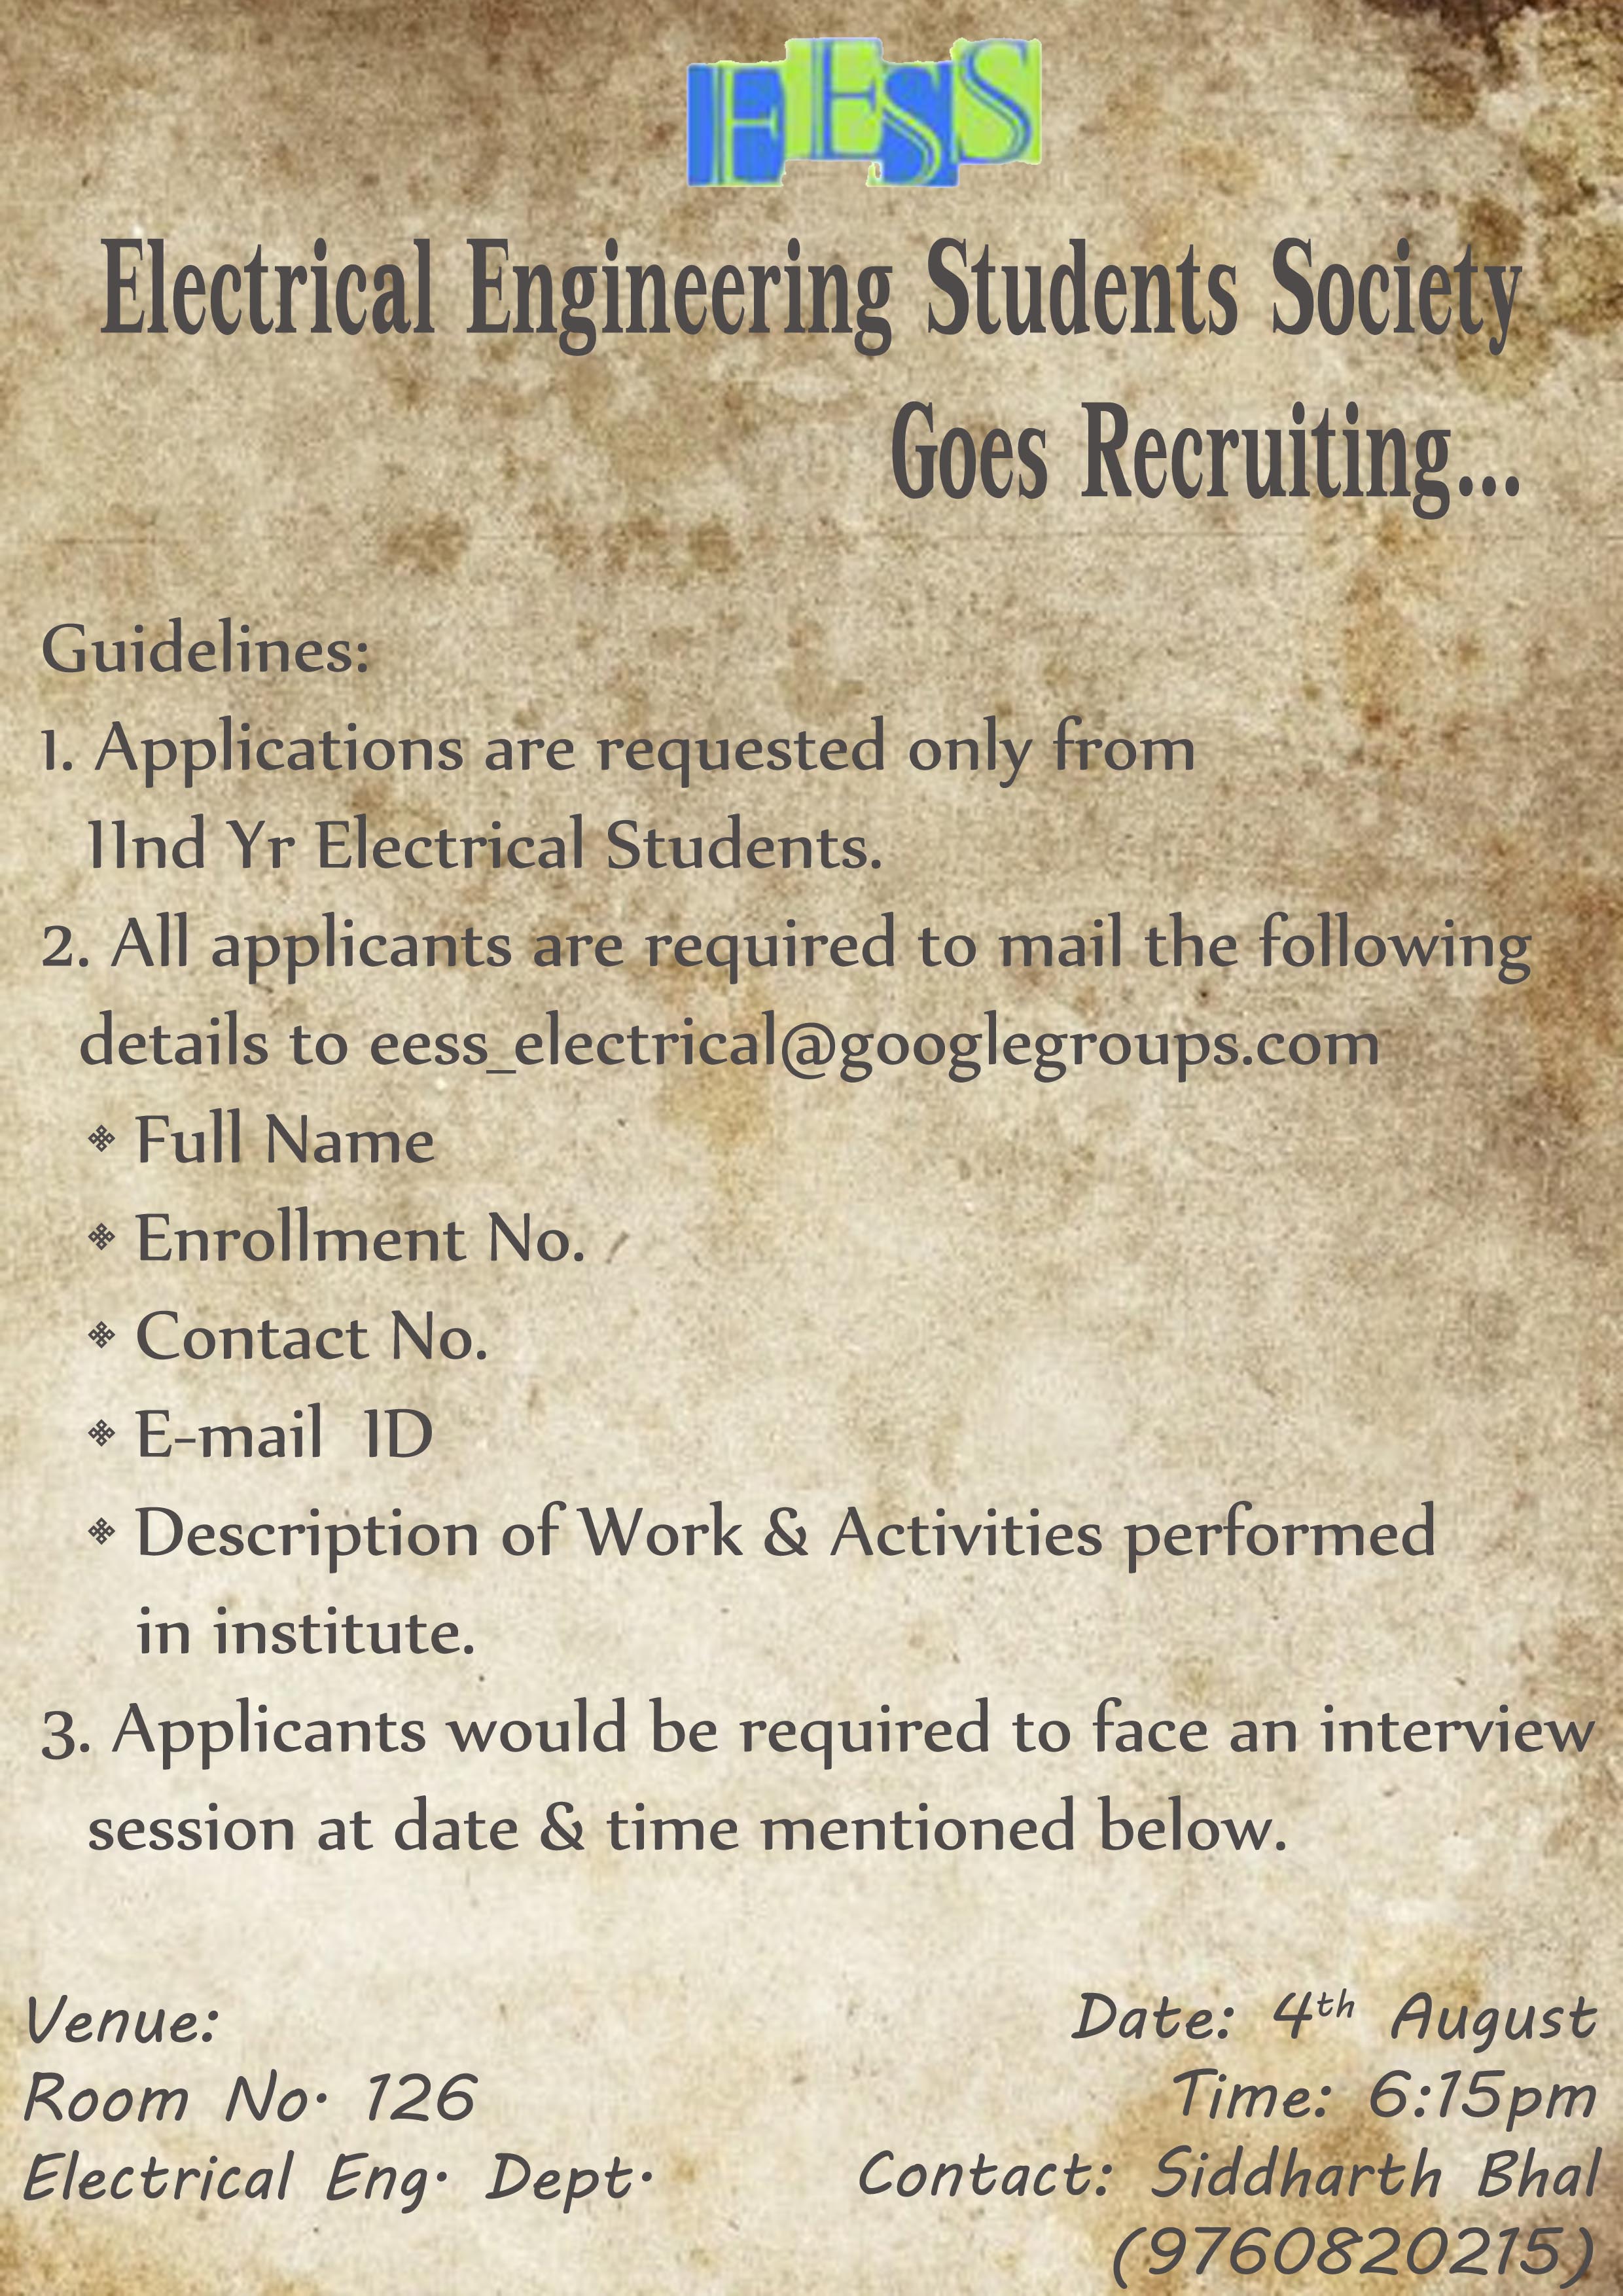 EESS
Electrical Engineering Students Society
Goes Recruiting...
Guidelines:
1. Applications are requested only from
IInd Yr Electrical Students.
2. All applicants are required to mail the following
details to eess_electrical@googlegroups.com
❖ Full Name
❖ Enrollment No.
❖ Contact No.
❖ E-mail ID
❖ Description of Work & Activities performed
in institute.
3. Applicants would be required to face an interview
session at date & time mentioned below.
Venue:
Room No. 126
Electrical Eng. Dept.
Date: 4th August
Time: 6:15pm
Contact: Siddharth Bhal
(9760820215)